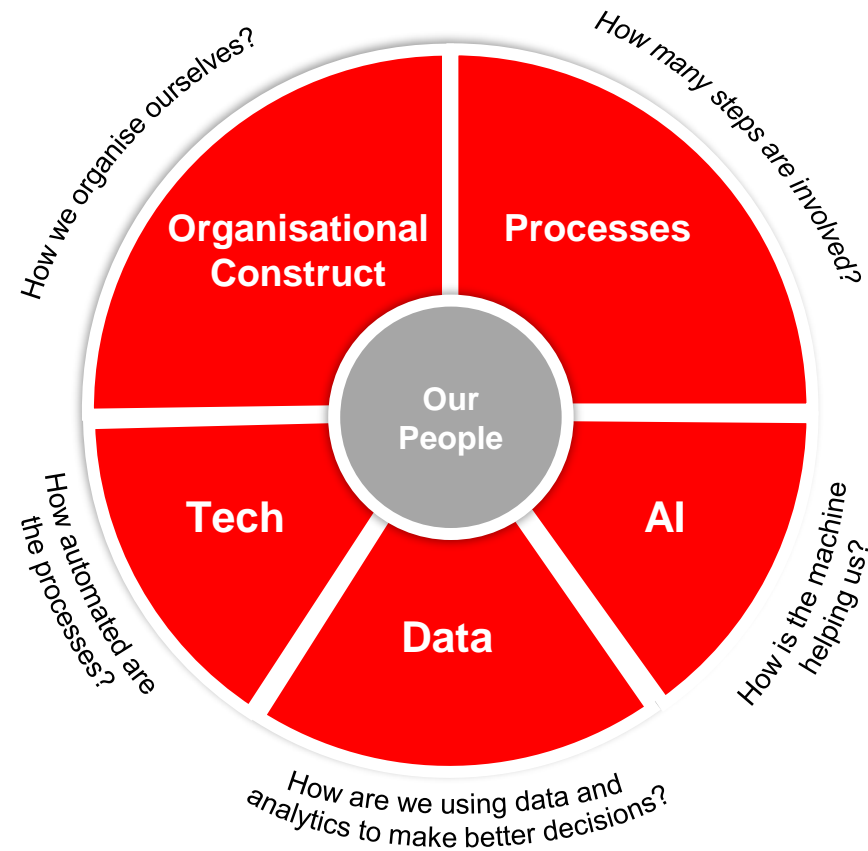 How we organise ourselves?
How many steps are involved?
Organisational
Construct
Processes
Our
People
Tech
AI
Data
How automated are
the processes?
How is the machine
helping us?
How are we using data and
analytics to make better decisions?